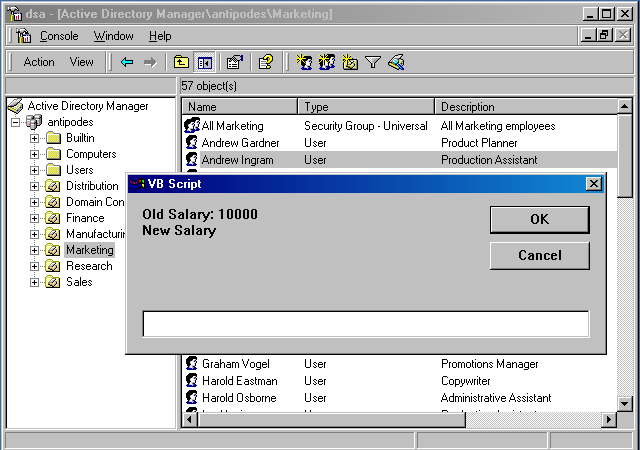 dsa - [Active Directory Manager\antipodes\Marketing]
Console Window Help
Action View
57 object(s)
Active Directory Manager
antipodes
Builtin
Computers
Users
Distribution
Domain Con
Finance
Manufacturin
Marketing
Research
Sales
Name Type Description
All Marketing Security Group - Universal All Marketing employees
Andrew Gardner User Product Planner
Andrew Ingram User Production Assistant
VB Script
Old Salary: 10000
New Salary
OK
Cancel
Graham Vogel User Promotions Manager
Harold Eastman User Copywriter
Harold Osborne User Administrative Assistant